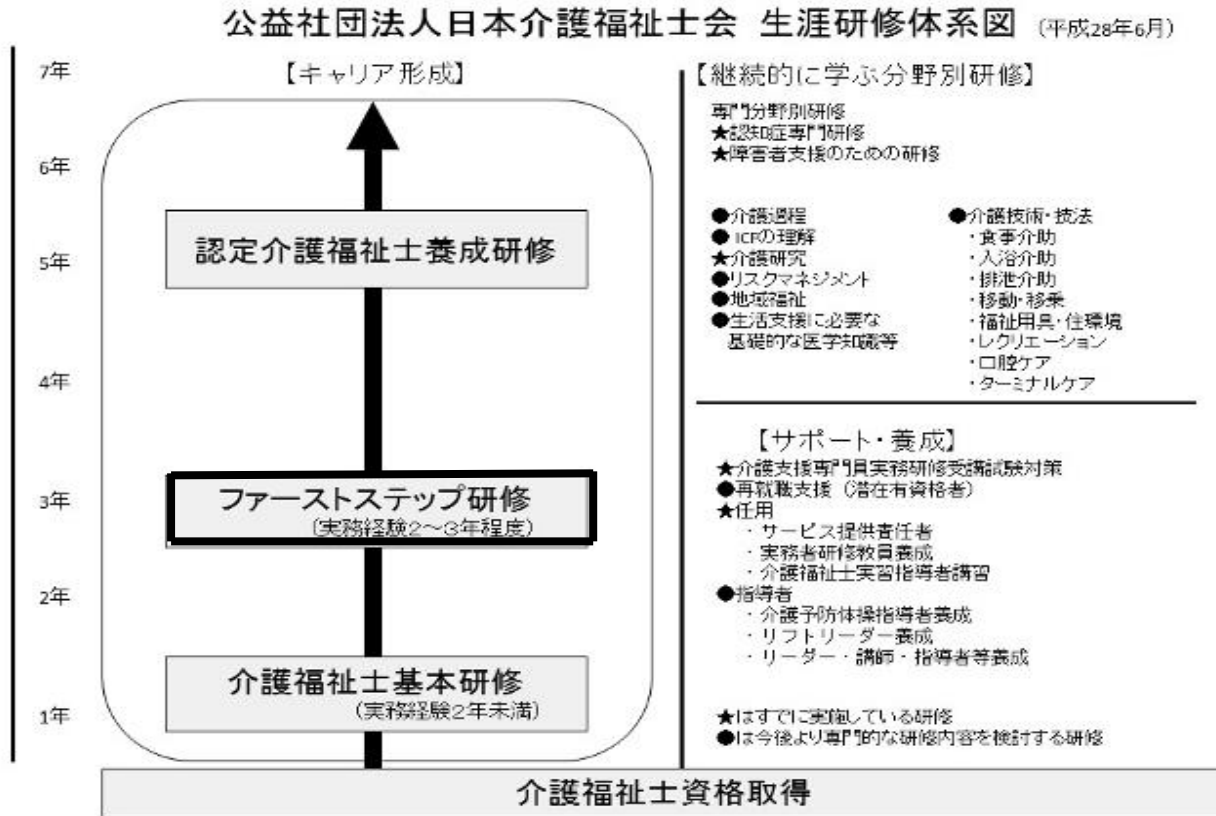 公益社団法人日本介護福祉士会 生涯研修体系図 (平成28年6月)
7年
6年
5年
4年
3年
2年
1年
【キャリア形成】
認定介護福祉士養成研修
ファーストステップ研修
(実務経験2～3年程度)
介護福祉士基本研修
(実務経験2年未満)
【継続的に学ぶ分野別研修】
専門分野別研修
★認知症専門研修
★障害者支援のための研修
●介護過程
●ICFの理解
★介護研究
●リスクマネジメント
●地域福祉
●生活支援に必要な
基礎的な医学知識等
●介護技術・技法
・食事介助
・入浴介助
・排泄介助
・移動・移乗
・福祉用具・住環境
・レクリエーション
・口腔ケア
・ターミナルケア
【サポート・養成】
★介護支援専門員実務研修受講試験対策
●再就職支援（潜在有資格者）
★任用
・サービス提供責任者
・実務者研修教員養成
・介護福祉士実習指導者講習
●指導者
・介護予防体操指導者養成
・リフトリーダー養成
・リーダー・講師・指導者等養成
★はすでに実施している研修
●は今後より専門的な研修内容を検討する研修
介護福祉士資格取得